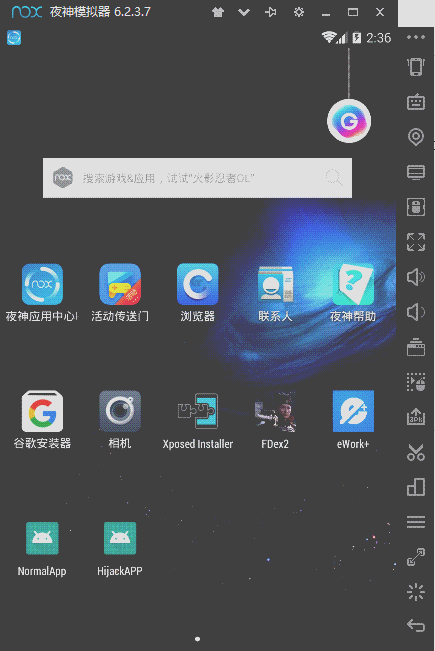 nox 夜神模拟器 6.2.3.7
2:36
G
nox 搜索游戏&应用，试试“火影忍者OL”
nox
夜神应用中心
活动传送门
浏览器
联系人
夜神帮助
谷歌安装器
相机
Xposed Installer
FDex2
eWork+
NormalApp
HijackAPP